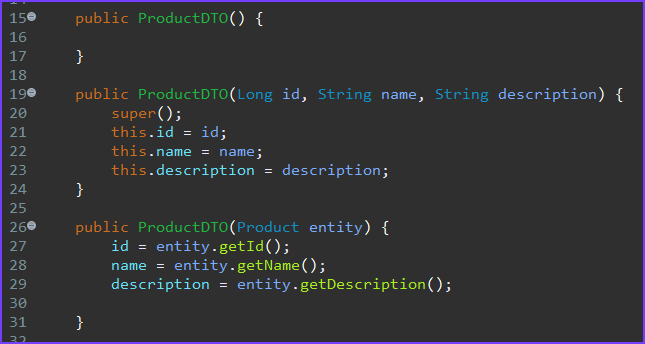 15 public ProductDTO() {
16
17 }
18
19 public ProductDTO(Long id, String name, String description) {
20 super();
21 this.id = id;
22 this.name = name;
23 this.description = description;
24 }
25
26 public ProductDTO(Product entity) {
27 id = entity.getId();
28 name = entity.getName();
29 description = entity.getDescription();
30
31 }